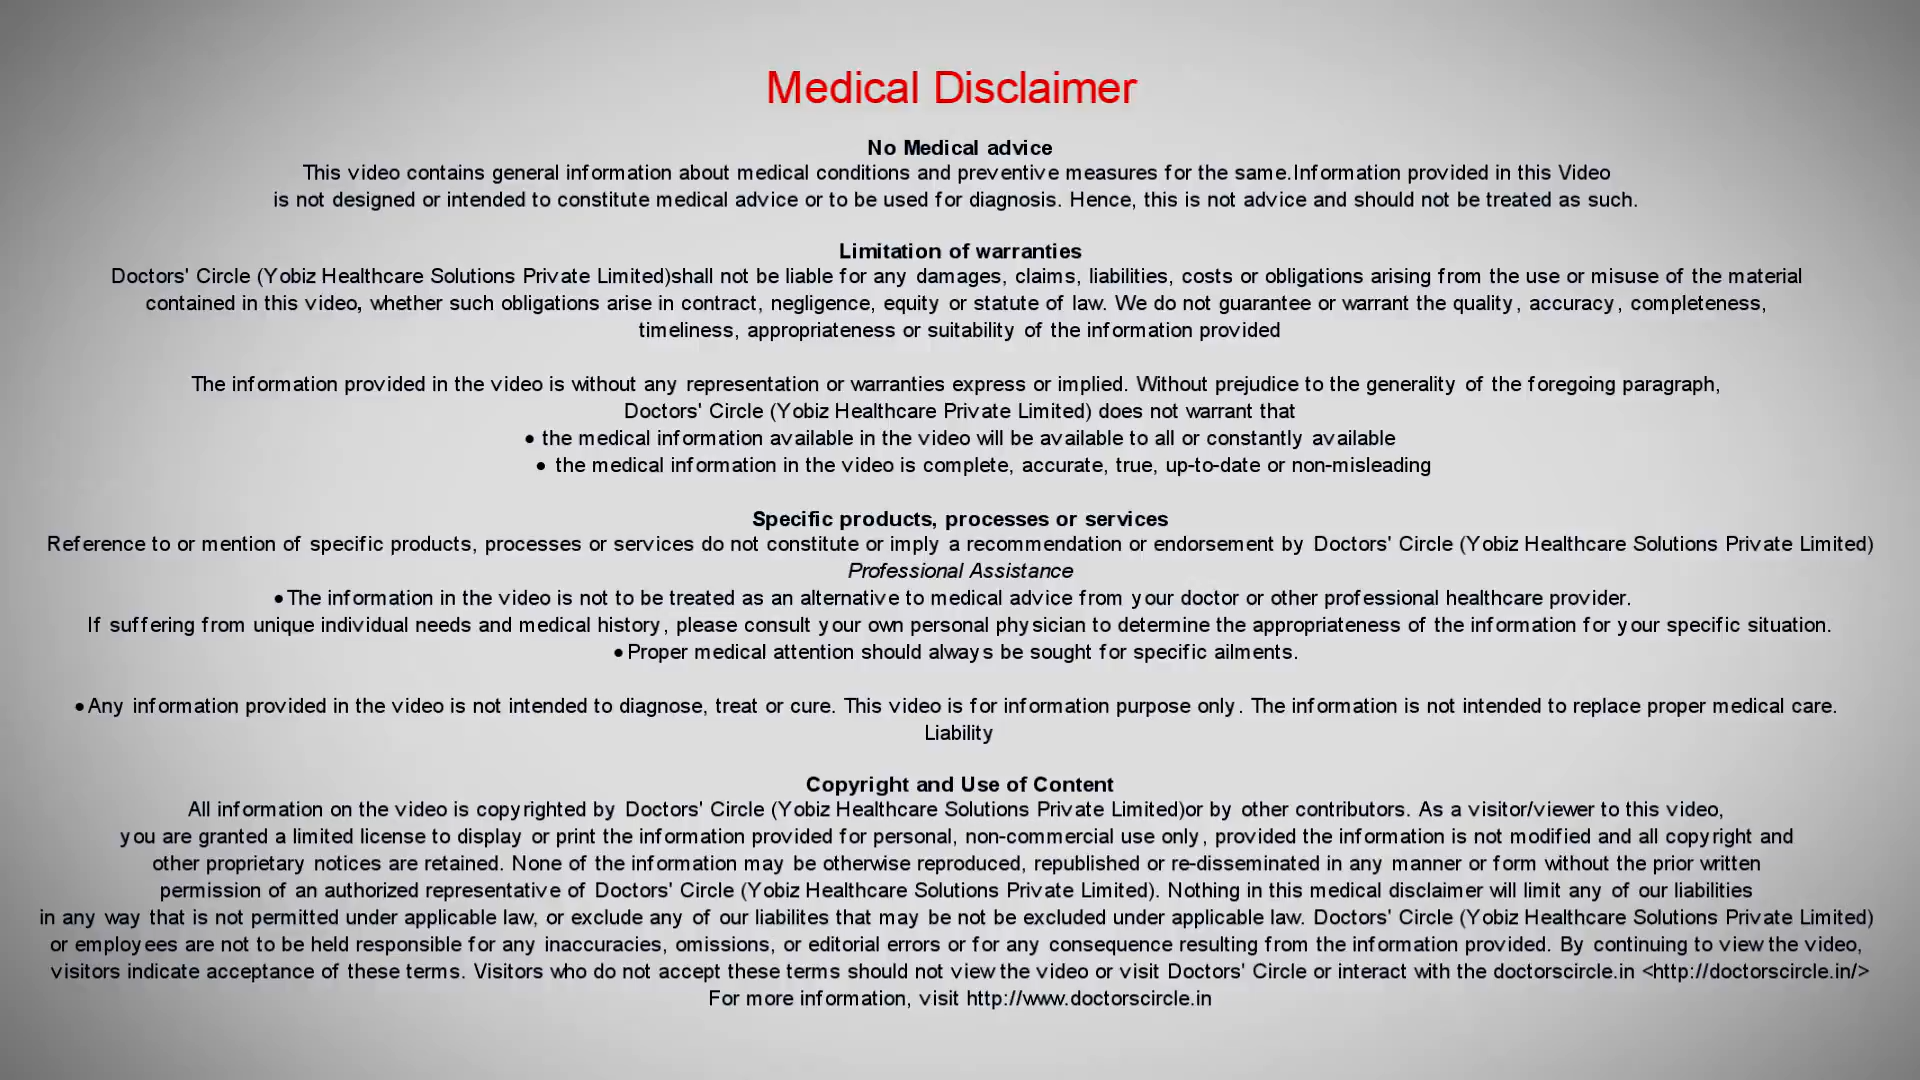 Medical Disclaimer
No Medical advice
This video contains general information about medical conditions and preventive measures for the same.Information provided in this Video
is not designed or intended to constitute medical advice or to be used for diagnosis. Hence, this is not advice and should not be treated as such.
Limitation of warranties
Doctors' Circle (Yobiz Healthcare Solutions Private Limited)shall not be liable for any damages, claims, liabilities, costs or obligations arising from the use or misuse of the material
contained in this video, whether such obligations arise in contract, negligence, equity or statute of law. We do not guarantee or warrant the quality, accuracy, completeness,
timeliness, appropriateness or suitability of the information provided
The information provided in the video is without any representation or warranties express or implied. Without prejudice to the generality of the foregoing paragraph,
Doctors' Circle (Yobiz Healthcare Private Limited) does not warrant that
• the medical information available in the video will be available to all or constantly available
• the medical information in the video is complete, accurate, true, up-to-date or non-misleading
Specific products, processes or services
Reference to or mention of specific products, processes or services do not constitute or imply a recommendation or endorsement by Doctors' Circle (Yobiz Healthcare Solutions Private Limited)
Professional Assistance
•The information in the video is not to be treated as an alternative to medical advice from your doctor or other professional healthcare provider.
If suffering from unique individual needs and medical history, please consult your own personal physician to determine the appropriateness of the information for your specific situation.
•Proper medical attention should always be sought for specific ailments.
•Any information provided in the video is not intended to diagnose, treat or cure. This video is for information purpose only. The information is not intended to replace proper medical care.
Liability
Copyright and Use of Content
All information on the video is copyrighted by Doctors' Circle (Yobiz Healthcare Solutions Private Limited)or by other contributors. As a visitor/viewer to this video,
you are granted a limited license to display or print the information provided for personal, non-commercial use only, provided the information is not modified and all copyright and
other proprietary notices are retained. None of the information may be otherwise reproduced, republished or re-disseminated in any manner or form without the prior written
permission of an authorized representative of Doctors' Circle (Yobiz Healthcare Solutions Private Limited). Nothing in this medical disclaimer will limit any of our liabilities
in any way that is not permitted under applicable law, or exclude any of our liabilites that may be not be excluded under applicable law. Doctors' Circle (Yobiz Healthcare Solutions Private Limited)
or employees are not to be held responsible for any inaccuracies, omissions, or editorial errors or for any consequence resulting from the information provided. By continuing to view the video,
visitors indicate acceptance of these terms. Visitors who do not accept these terms should not view the video or visit Doctors' Circle or interact with the doctorscircle.in <http://doctorscircle.in/>
For more information, visit http://www.doctorscircle.in